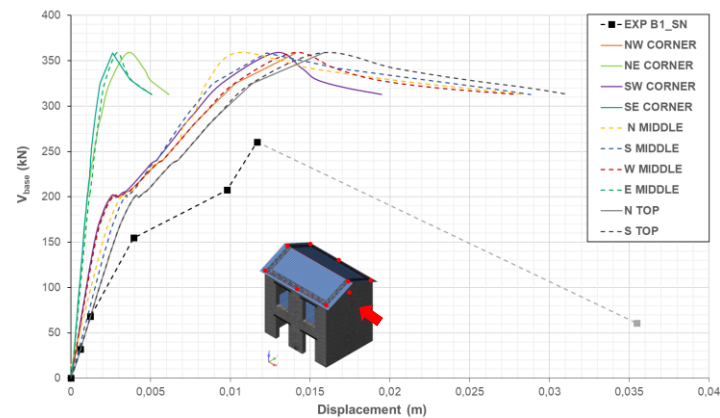 400
350
300
250
200
150
100
50
0
V_base (kN)
0
0,005
0,01
0,015
0,02
0,025
0,03
0,035
0,04
Displacement (m)
EXP B1_SN
NW CORNER
NE CORNER
SW CORNER
SE CORNER
N MIDDLE
S MIDDLE
W MIDDLE
E MIDDLE
N TOP
S TOP